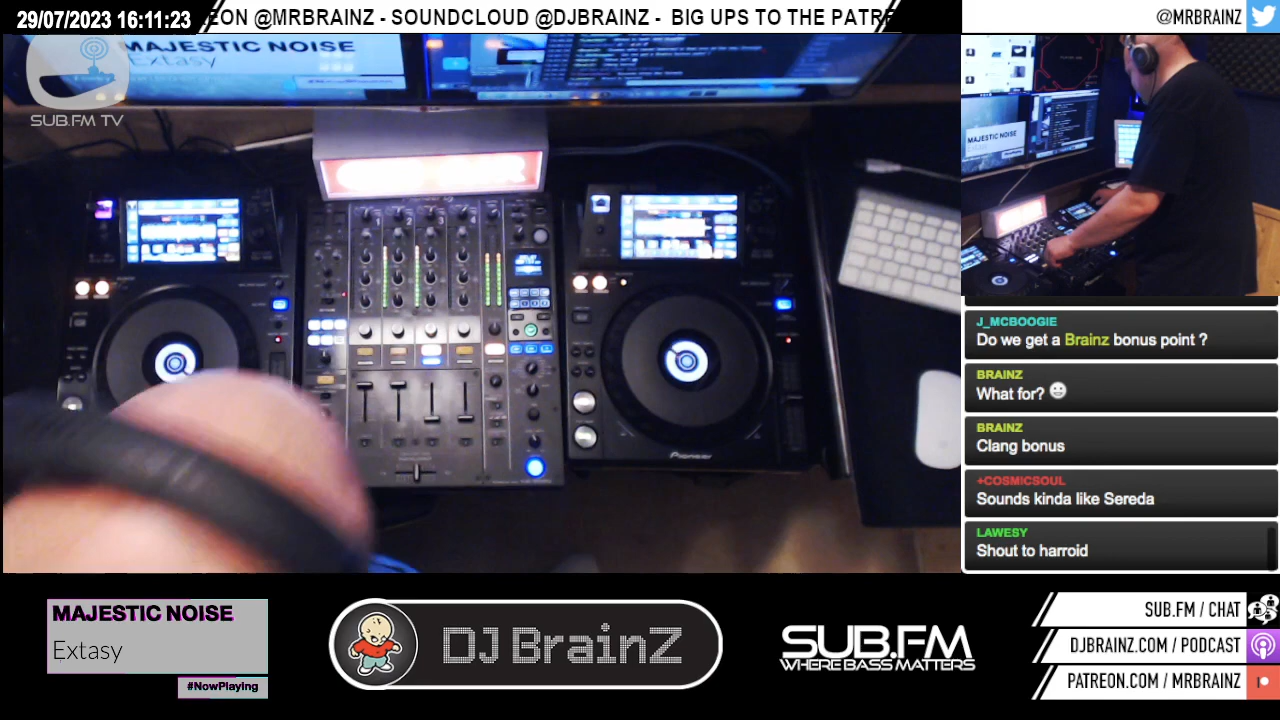 29/07/2023 16:11:23
EON @MRBRAINZ - SOUNDCLOUD @DJBRAINZ - BIG UPS TO THE PATR
@MRBRAINZ
SUB.FM TV
MAJESTIC NOISE
Extasy
MAJESTIC NOISE
Pioneer
J_MCBOOGIE
Do we get a Brainz bonus point ?
BRAINZ
What for?
BRAINZ
Clang bonus
+COSMICSOUL
Sounds kinda like Sereda
LAWESY
Shout to harroid
MAJESTIC NOISE
Extasy
#NowPlaying
DJ BrainZ
SUB.FM
WHERE BASS MATTERS
SUB.FM / CHAT
DJBRAINZ.COM / PODCAST
PATREON.COM / MRBRAINZ